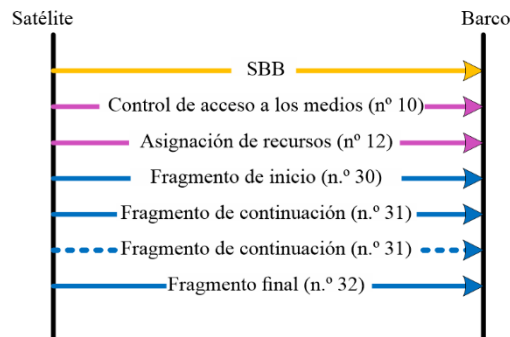 Satélite
Barco
SBB
Control de acceso a los medios (nº 10)
Asignación de recursos (nº 12)
Fragmento de inicio (n.º 30)
Fragmento de continuación (n.º 31)
Fragmento de continuación (n.º 31)
Fragmento final (n.º 32)